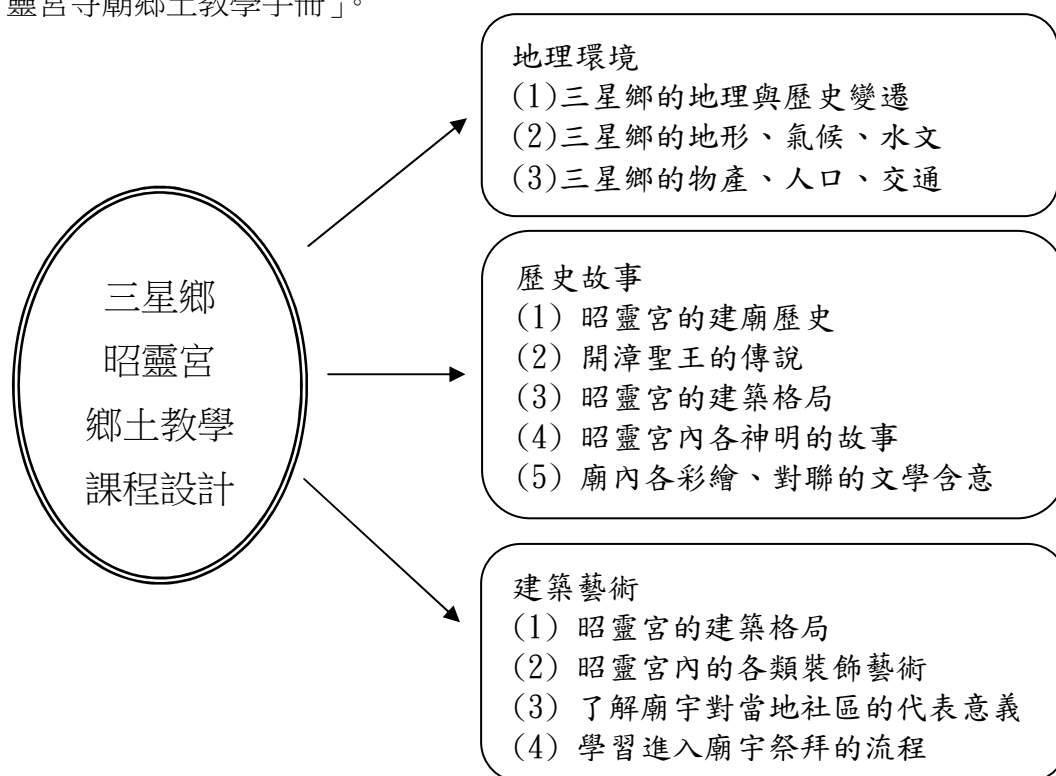 靈宮寺廟鄉土教學手冊」。
地理環境
(1)三星鄉的地理與歷史變遷
(2)三星鄉的地形、氣候、水文
(3)三星鄉的物產、人口、交通
三星鄉
昭靈宮
鄉土教學
課程設計
歷史故事
(1) 昭靈宮的建廟歷史
(2) 開漳聖王的傳說
(3) 昭靈宮的建築格局
(4) 昭靈宮內各神明的故事
(5) 廟內各彩繪、對聯的文學含意
建築藝術
(1) 昭靈宮的建築格局
(2) 昭靈宮內的各類裝飾藝術
(3) 了解廟宇對當地社區的代表意義
(4) 學習進入廟宇祭拜的流程